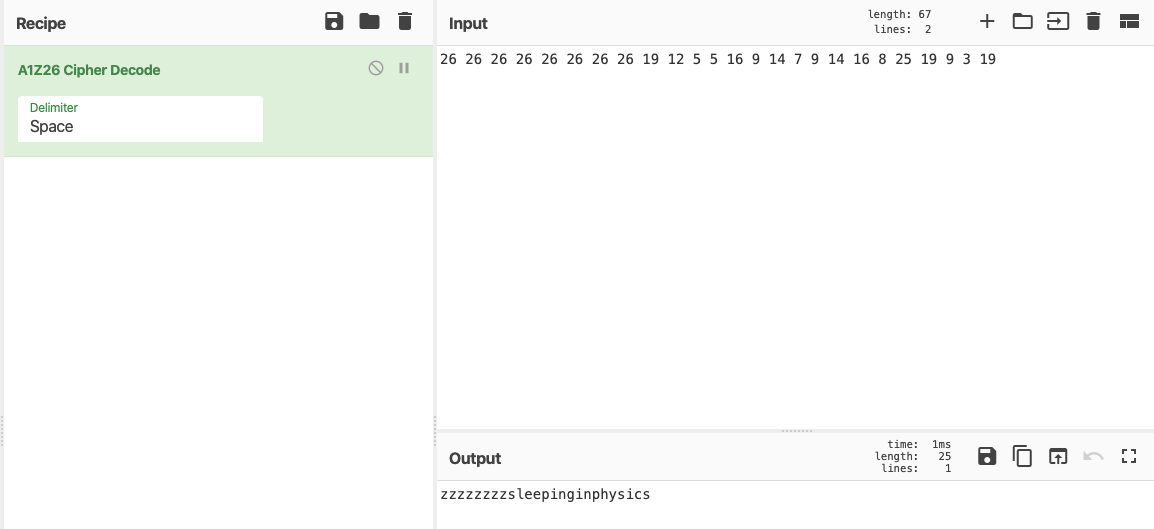 Recipe
A1Z26 Cipher Decode
Delimiter
Space
Input
length: 67
lines: 2
26 26 26 26 26 26 26 26 19 12 5 5 16 9 14 7 9 14 16 8 25 19 9 3 19
Output
time: 1ms
length: 25
lines: 1
zzzzzzzzsleepinginphysics